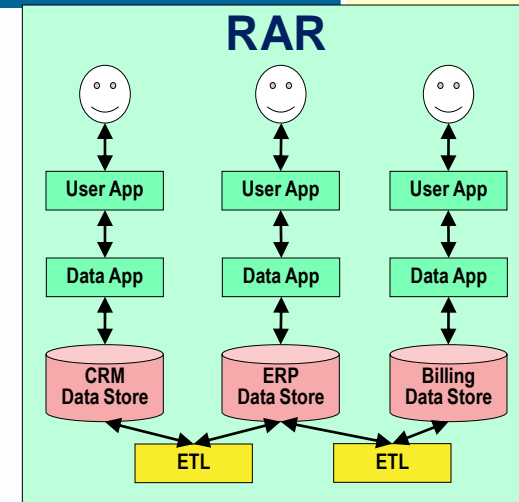 RAR
User App
User App
User App
Data App
Data App
Data App
CRM
Data Store
ERP
Data Store
Billing
Data Store
ETL
ETL